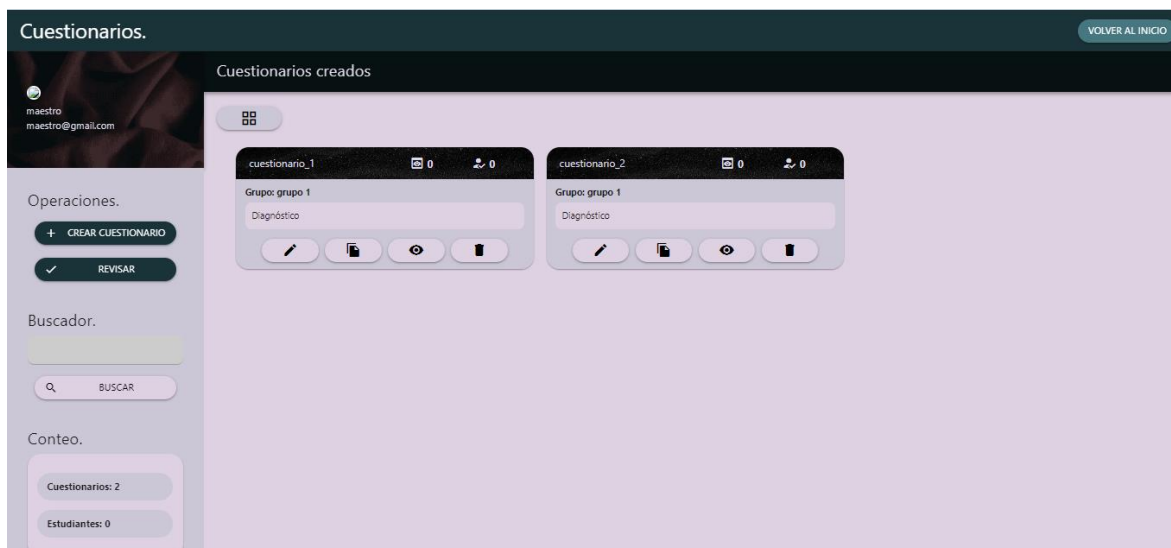 Cuestionarios.
VOLVER AL INICIO
maestro
maestro@gmail.com
Operaciones.
+ CREAR CUESTIONARIO
REVISAR
Buscador.
BUSCAR
Conteo.
Cuestionarios: 2
Estudiantes: 0
Cuestionarios creados
cuestionario_1 0 0
Grupo: grupo 1
Diagnóstico
cuestionario_2 0 0
Grupo: grupo 1
Diagnóstico